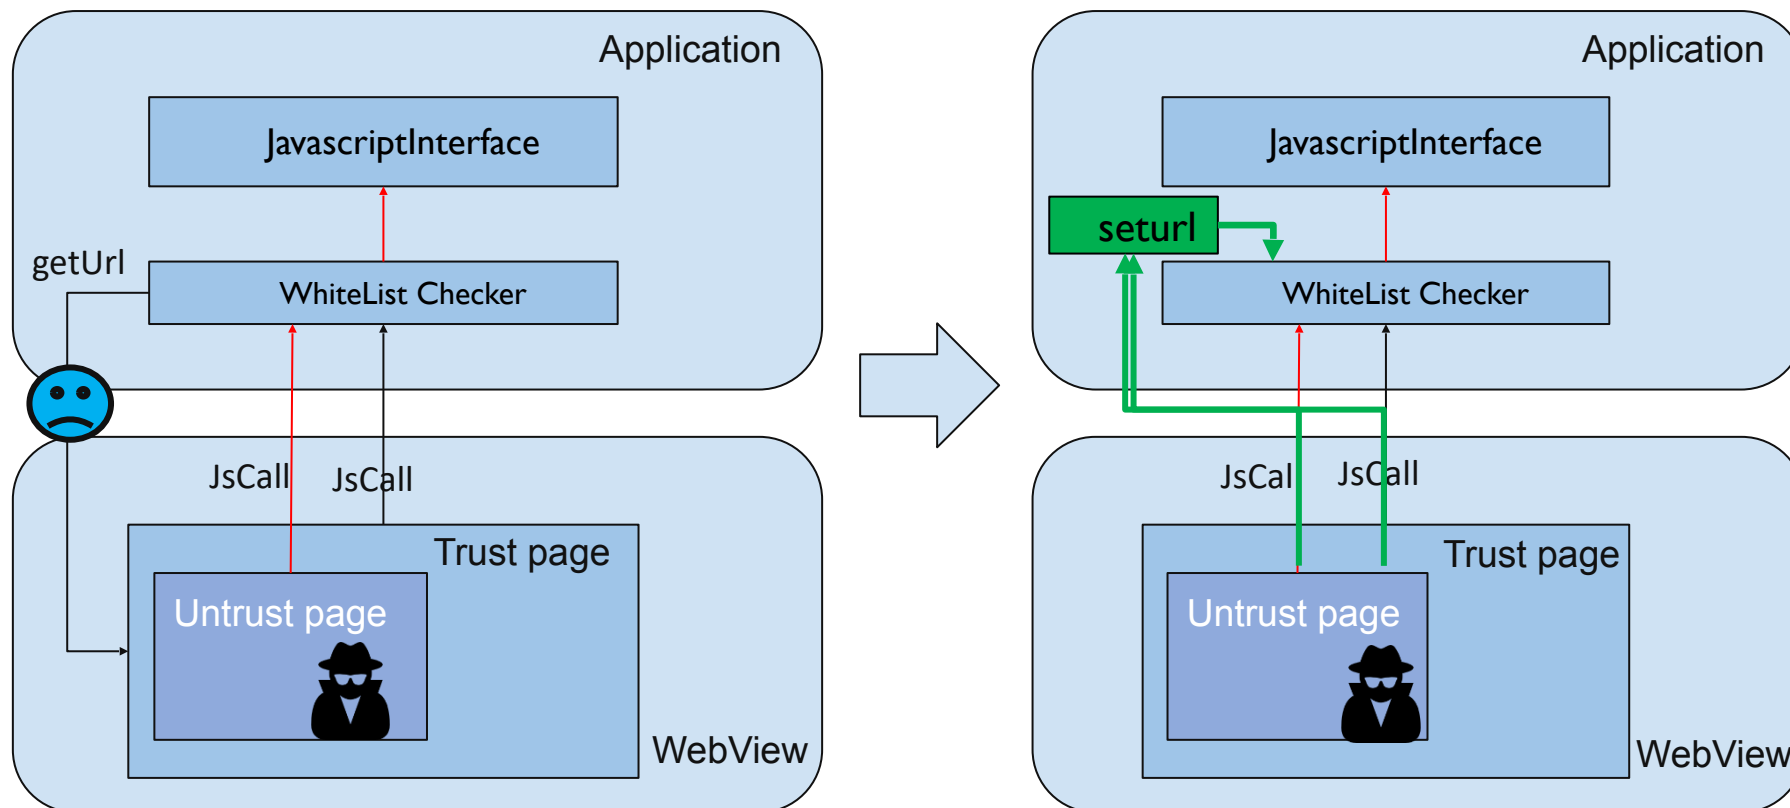 Application
JavascriptInterface
getUrl
WhiteList Checker
JsCall
JsCall
Trust page
Untrust page
WebView
Application
JavascriptInterface
seturl
WhiteList Checker
JsCal
JsCall
Trust page
Untrust page
WebView